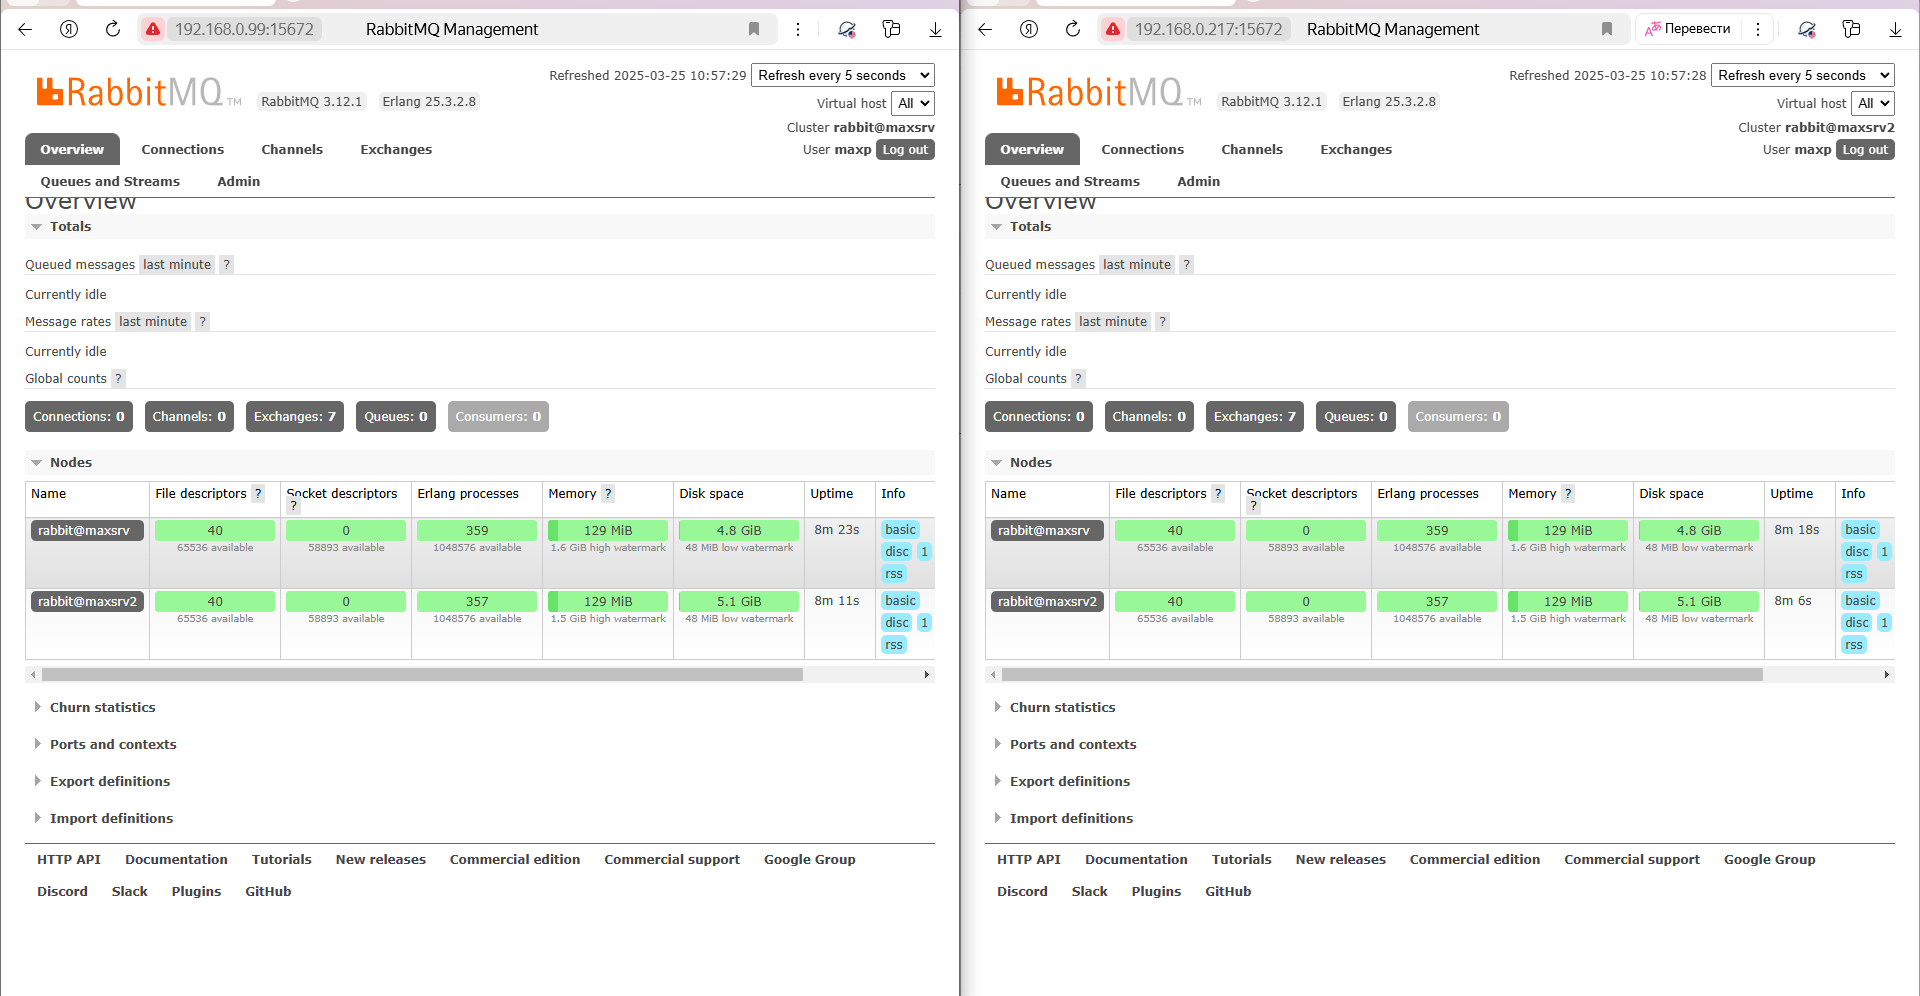 192.168.0.99:15672 RabbitMQ Management
RabbitMQ TM RabbitMQ 3.12.1 Erlang 25.3.2.8
Refreshed 2025-03-25 10:57:29 Refresh every 5 seconds
Virtual host All
Cluster rabbit@maxsrv
User maxp Log out
Overview Connections Channels Exchanges
Queues and Streams Admin
Overview
Totals
Queued messages last minute ?
Currently idle
Message rates last minute ?
Currently idle
Global counts ?
Connections: 0 Channels: 0 Exchanges: 7 Queues: 0 Consumers: 0
Nodes
Name File descriptors ? Socket descriptors ? Erlang processes Memory ? Disk space Uptime Info
rabbit@maxsrv 40 0 359 129 MiB 4.8 GiB 8m 23s basic
65536 available 58893 available 1048576 available 1.6 GiB high watermark 48 MiB low watermark disc 1
rss
rabbit@maxsrv2 40 0 357 129 MiB 5.1 GiB 8m 11s basic
65536 available 58893 available 1048576 available 1.5 GiB high watermark 48 MiB low watermark disc 1
rss
Churn statistics
Ports and contexts
Export definitions
Import definitions
HTTP API Documentation Tutorials New releases Commercial edition Commercial support Google Group
Discord Slack Plugins GitHub
192.168.0.217:15672 RabbitMQ Management Перевести
RabbitMQ TM RabbitMQ 3.12.1 Erlang 25.3.2.8
Refreshed 2025-03-25 10:57:28 Refresh every 5 seconds
Virtual host All
Cluster rabbit@maxsrv2
User maxp Log out
Overview Connections Channels Exchanges
Queues and Streams Admin
Overview
Totals
Queued messages last minute ?
Currently idle
Message rates last minute ?
Currently idle
Global counts ?
Connections: 0 Channels: 0 Exchanges: 7 Queues: 0 Consumers: 0
Nodes
Name File descriptors ? Socket descriptors ? Erlang processes Memory ? Disk space Uptime Info
rabbit@maxsrv 40 0 359 129 MiB 4.8 GiB 8m 18s basic
65536 available 58893 available 1048576 available 1.6 GiB high watermark 48 MiB low watermark disc 1
rss
rabbit@maxsrv2 40 0 357 129 MiB 5.1 GiB 8m 6s basic
65536 available 58893 available 1048576 available 1.5 GiB high watermark 48 MiB low watermark disc 1
rss
Churn statistics
Ports and contexts
Export definitions
Import definitions
HTTP API Documentation Tutorials New releases Commercial edition Commercial support Google Group
Discord Slack Plugins GitHub